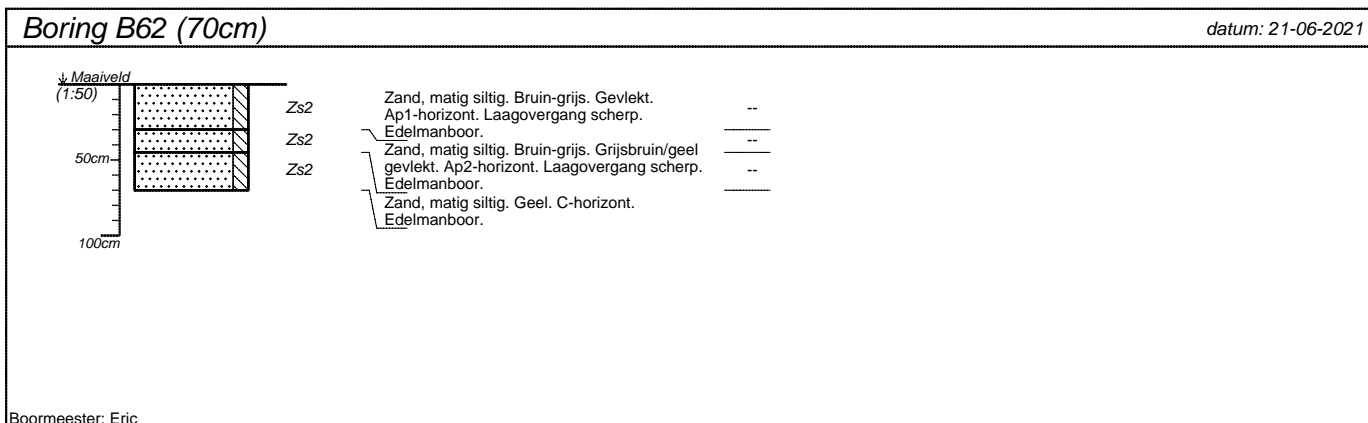 Boring B62 (70cm)
datum: 21-06-2021
Maaiveld
(1:50)
50cm
100cm
Zs2
Zs2
Zs2
Zand, matig siltig. Bruin-grijs. Gevlekt.
Ap1-horizont. Laagovergang scherp.
Edelmanboor.
Zand, matig siltig. Bruin-grijs. Grijsbruin/geel
gevlekt. Ap2-horizont. Laagovergang scherp.
Edelmanboor.
Zand, matig siltig. Geel. C-horizont.
Edelmanboor.
--
--
--
Boormeester: Eric